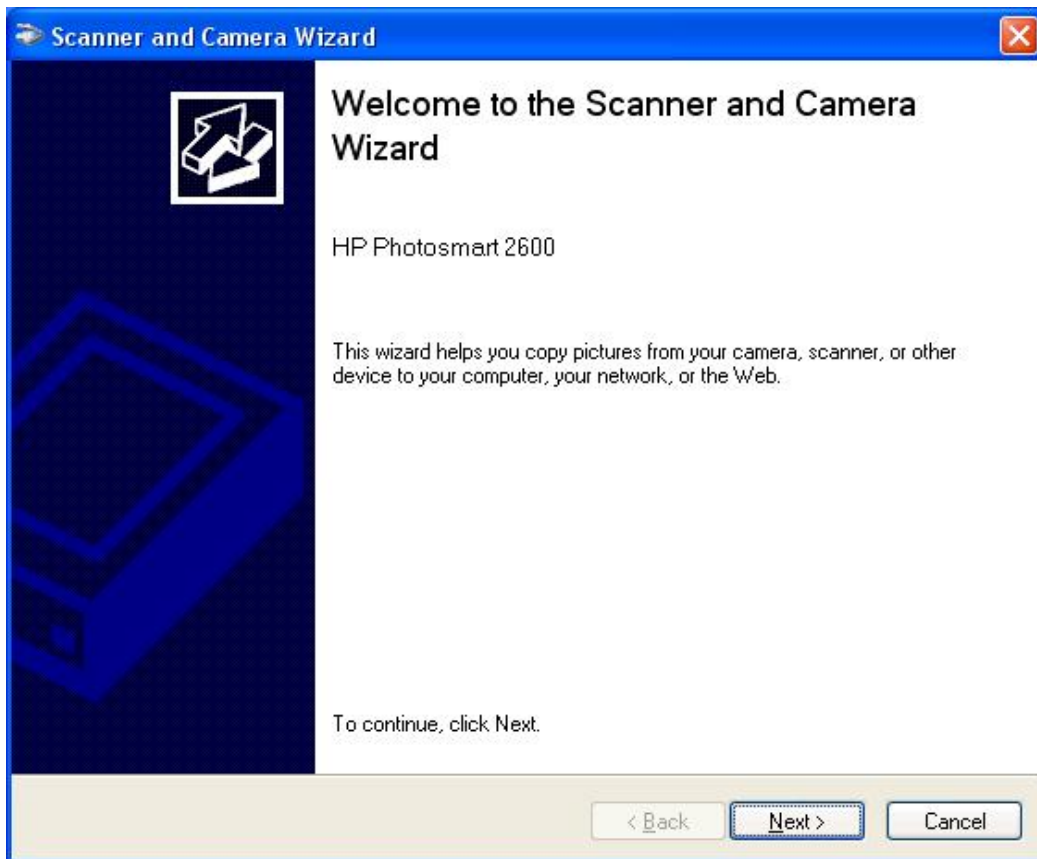 Scanner and Camera Wizard
Welcome to the Scanner and Camera
Wizard
HP Photosmart 2600
This wizard helps you copy pictures from your camera, scanner, or other
device to your computer, your network, or the Web.
To continue, click Next.
< Back Next > Cancel